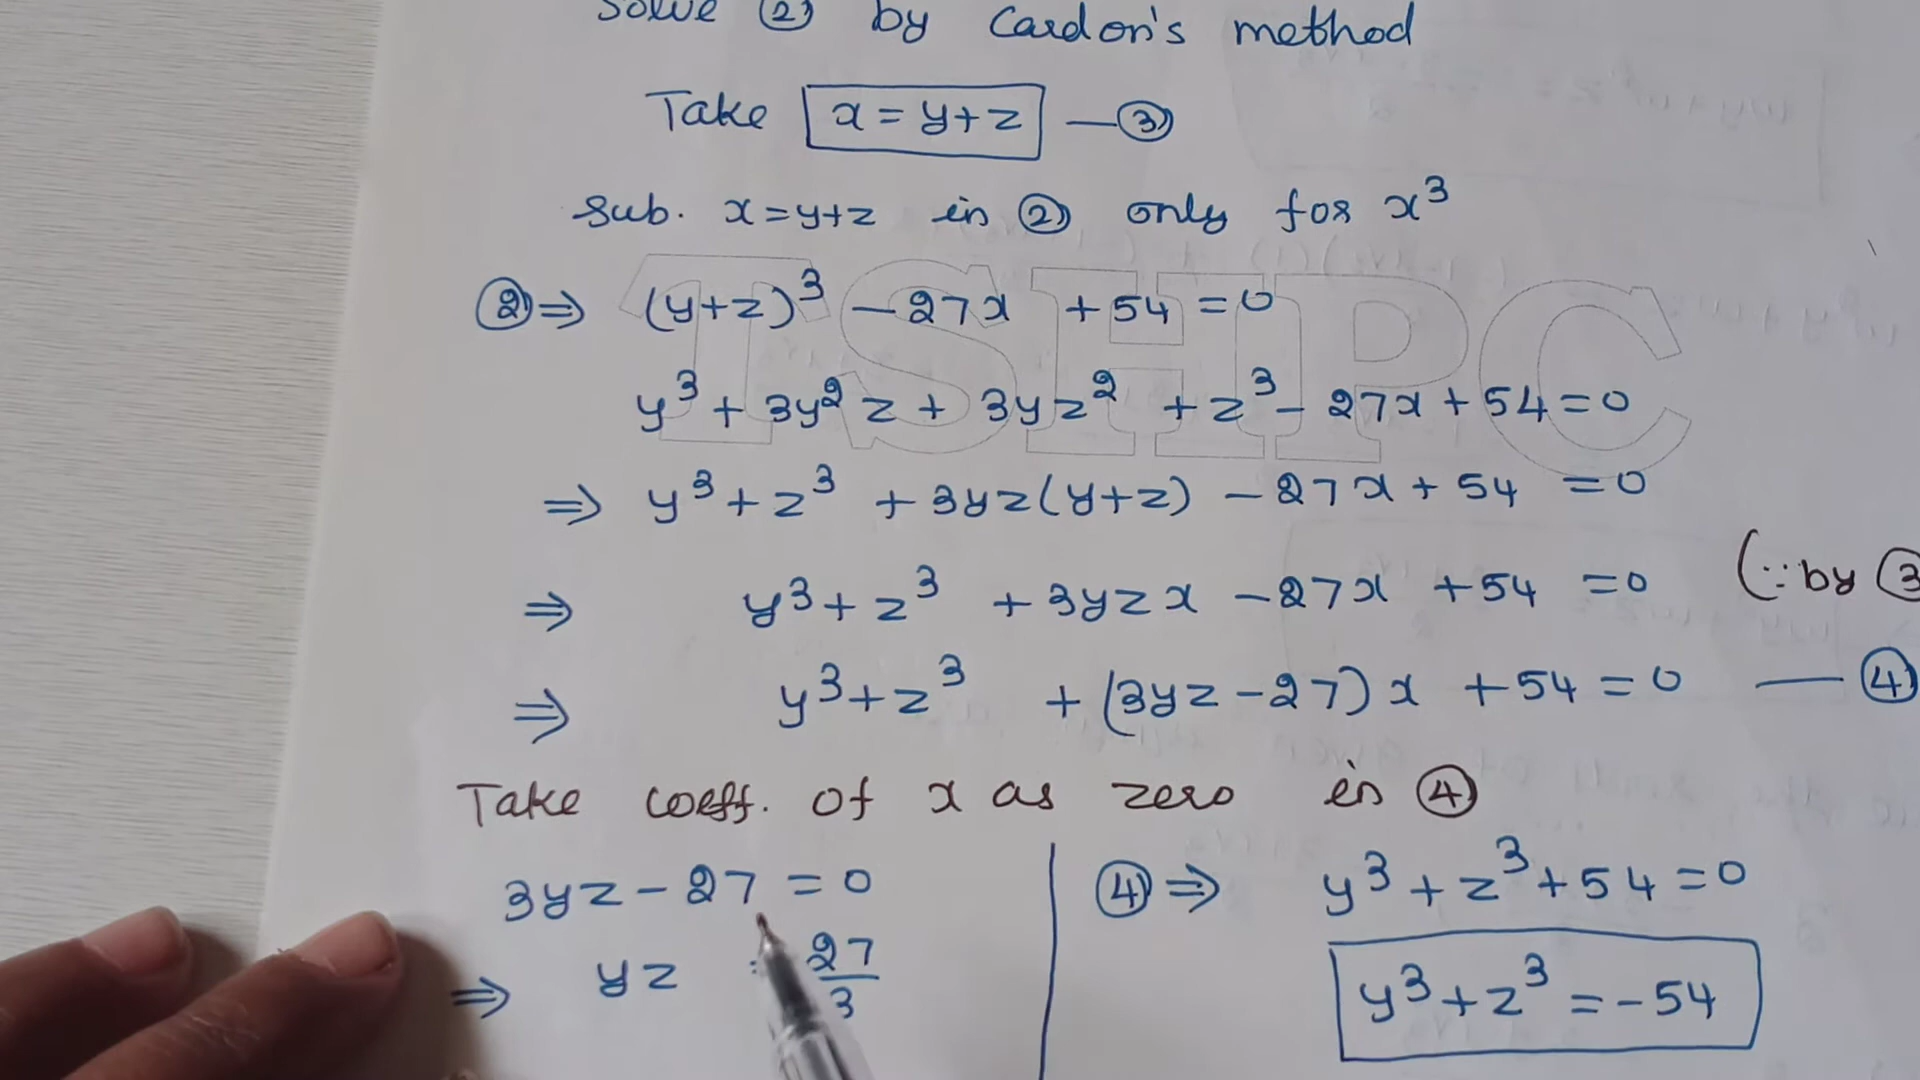 Solve ② by Cardon's method
Take x = y+z — ③
Sub. x=y+z in ② only for x³
②⇒ (y+z)³ − 27x + 54 = 0
y³ + 3y²z + 3yz² + z³ − 27x + 54 = 0
⇒ y³ + z³ + 3yz(y+z) − 27x + 54 = 0
⇒ y³ + z³ + 3yzx − 27x + 54 = 0 (∵ by ③
⇒ y³ + z³ + (3yz − 27)x + 54 = 0 — ④
Take coeff. of x as zero in ④
3yz − 27 = 0
⇒ yz = 27/3
④ ⇒ y³ + z³ + 54 = 0
y³ + z³ = −54
TSHPC